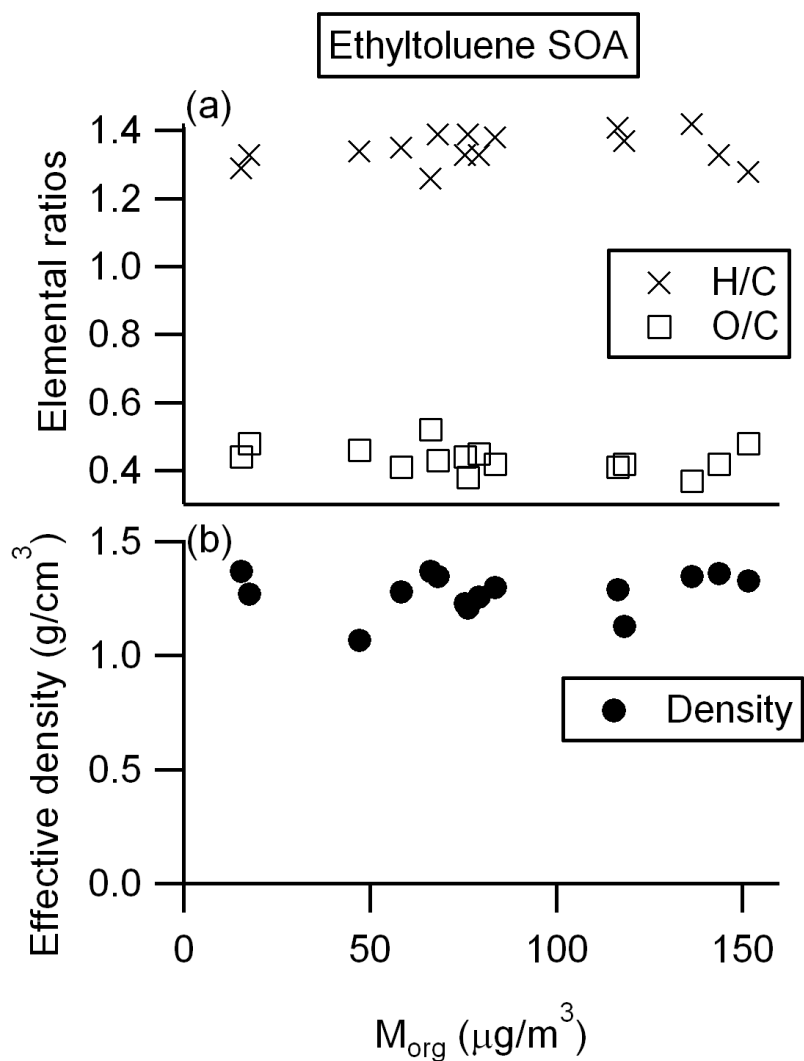 Ethyltoluene SOA
(a)
Elemental ratios
1.4
1.2
1.0
0.8
0.6
0.4
H/C
O/C
(b)
Effective density (g/cm³)
1.5
1.0
0.5
0.0
Density
0
50
100
150
M_org (μg/m³)